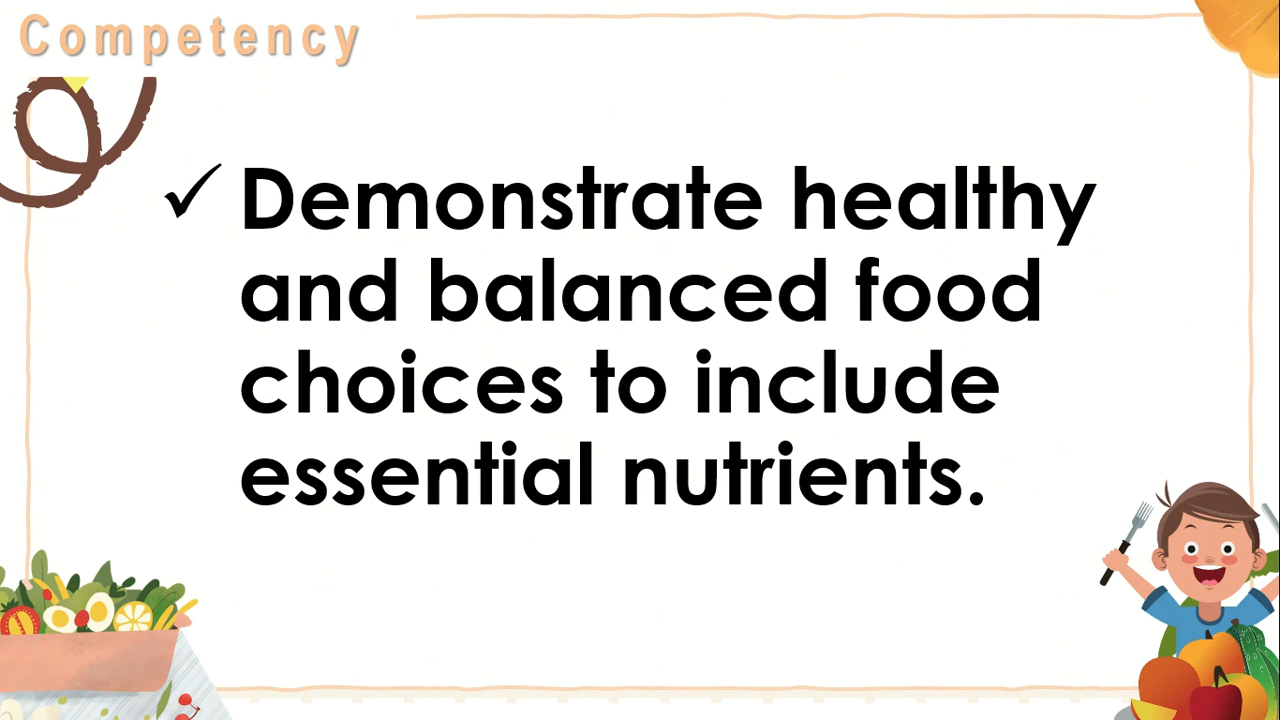 Competency
✓ Demonstrate healthy
and balanced food
choices to include
essential nutrients.